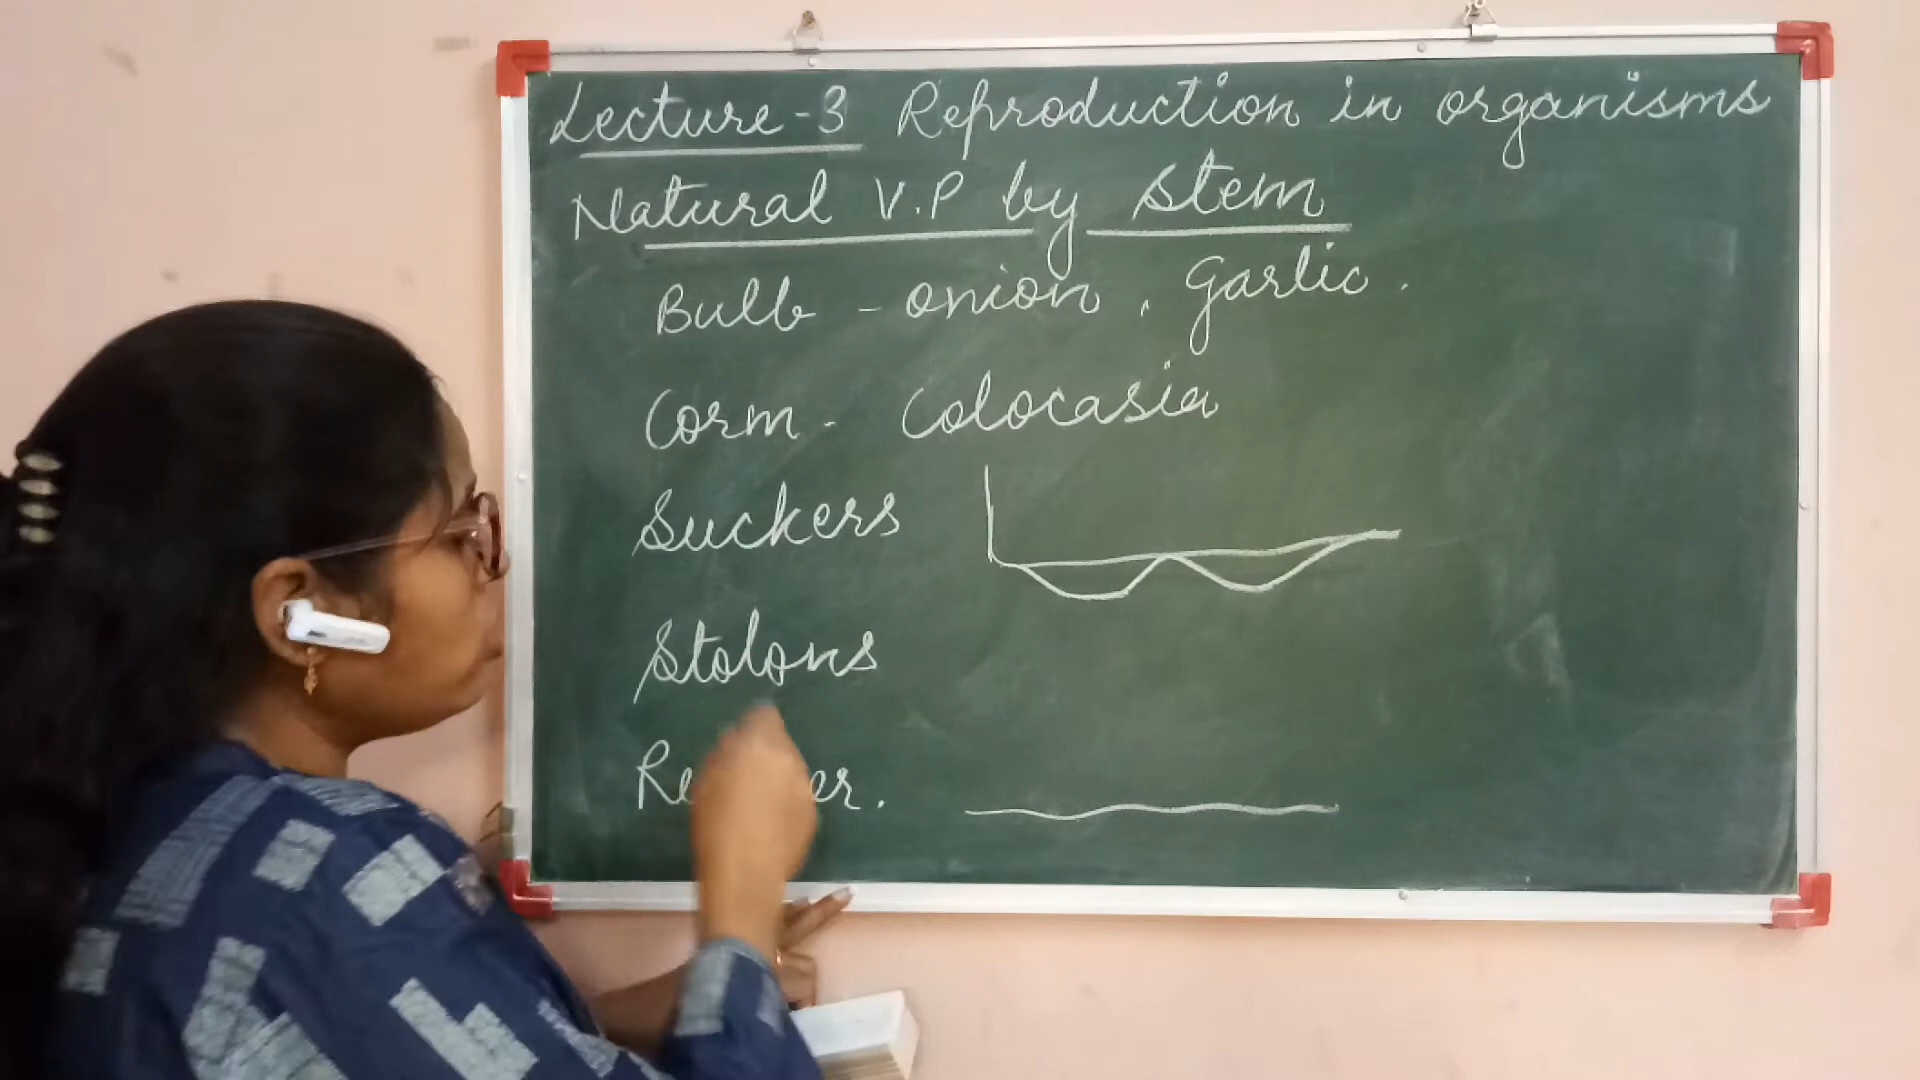 Lecture-3 Reproduction in organisms
Natural V.P by Stem
Bulb - onion, Garlic.
Corm - Colocasia
Suckers
Stolons